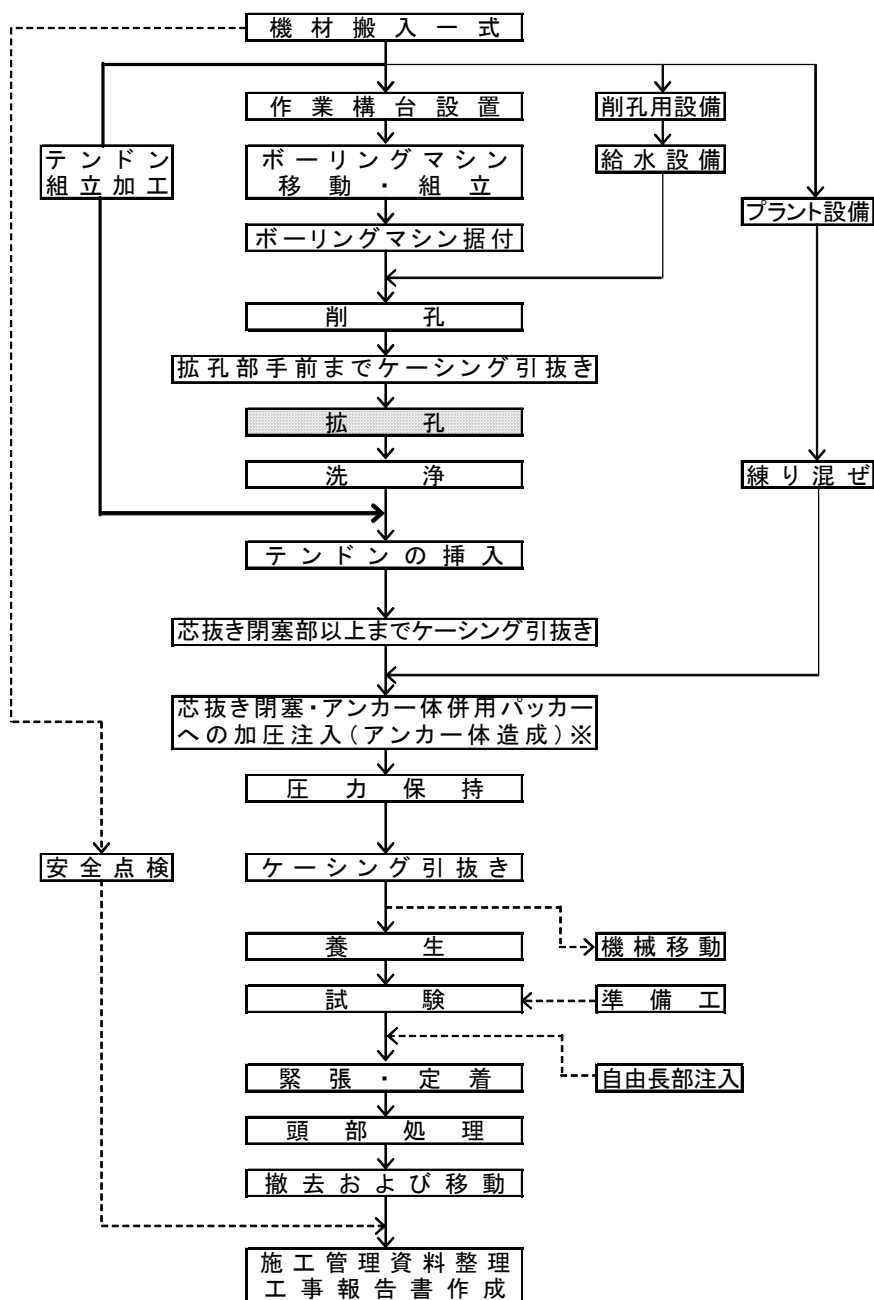 機材搬入一式
作業構台設置
削孔用設備
テンドン
組立加工
ボーリングマシン
移動・組立
給水設備
プラント設備
ボーリングマシン据付
削孔
拡孔部手前までケーシング引抜き
拡孔
洗浄
練り混ぜ
テンドンの挿入
芯抜き閉塞部以上までケーシング引抜き
芯抜き閉塞・アンカー体併用パッカー
への加圧注入(アンカー体造成)※
圧力保持
安全点検
ケーシング引抜き
養生
機械移動
試験
準備工
緊張・定着
自由長部注入
頭部処理
撤去および移動
施工管理資料整理
工事報告書作成